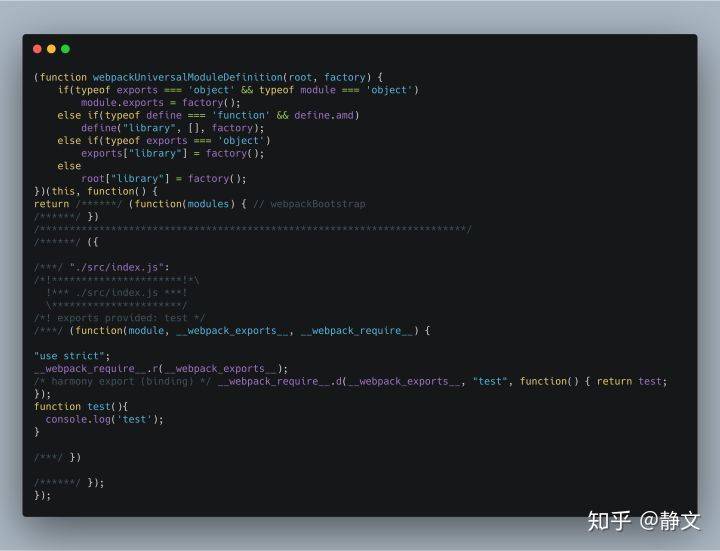 (function webpackUniversalModuleDefinition(root, factory) {
    if(typeof exports === 'object' && typeof module === 'object')
        module.exports = factory();
    else if(typeof define === 'function' && define.amd)
        define("library", [], factory);
    else if(typeof exports === 'object')
        exports["library"] = factory();
    else
        root["library"] = factory();
})(this, function() {
return /******/ (function(modules) { // webpackBootstrap
/******/ })
/************************************************************************/
/******/ ({

/***/ "./src/index.js":
/*!**********************!*\
  !*** ./src/index.js ***!
  \**********************/
/*! exports provided: test */
/***/ (function(module, __webpack_exports__, __webpack_require__) {

"use strict";
__webpack_require__.r(__webpack_exports__);
/* harmony export (binding) */ __webpack_require__.d(__webpack_exports__, "test", function() { return test;
});
function test(){
  console.log('test');
}

/***/ })

/******/ });
});
知乎 @静文